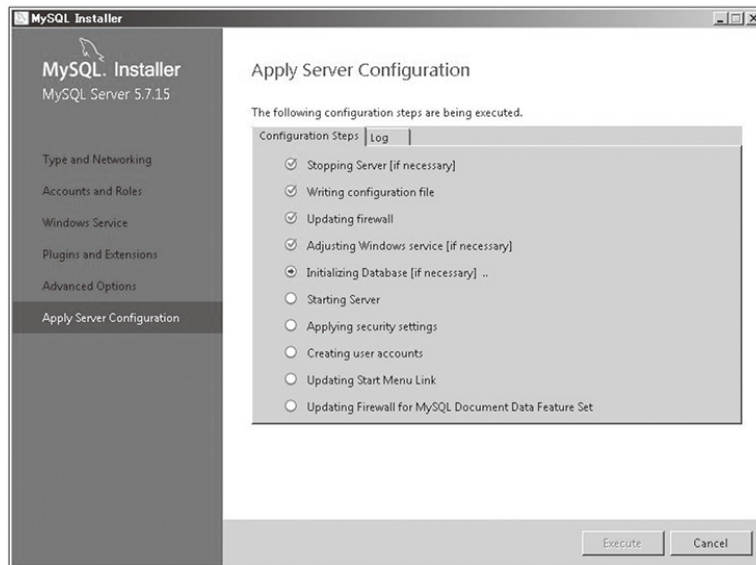 MySQL Installer
MySQL. Installer
MySQL Server 5.7.15
Type and Networking
Accounts and Roles
Windows Service
Plugins and Extensions
Advanced Options
Apply Server Configuration
Apply Server Configuration
The following configuration steps are being executed.
Configuration Steps
Log
Stopping Server [if necessary]
Writing configuration file
Updating firewall
Adjusting Windows service [if necessary]
Initializing Database [if necessary] ..
Starting Server
Applying security settings
Creating user accounts
Updating Start Menu Link
Updating Firewall for MySQL Document Data Feature Set
Execute
Cancel